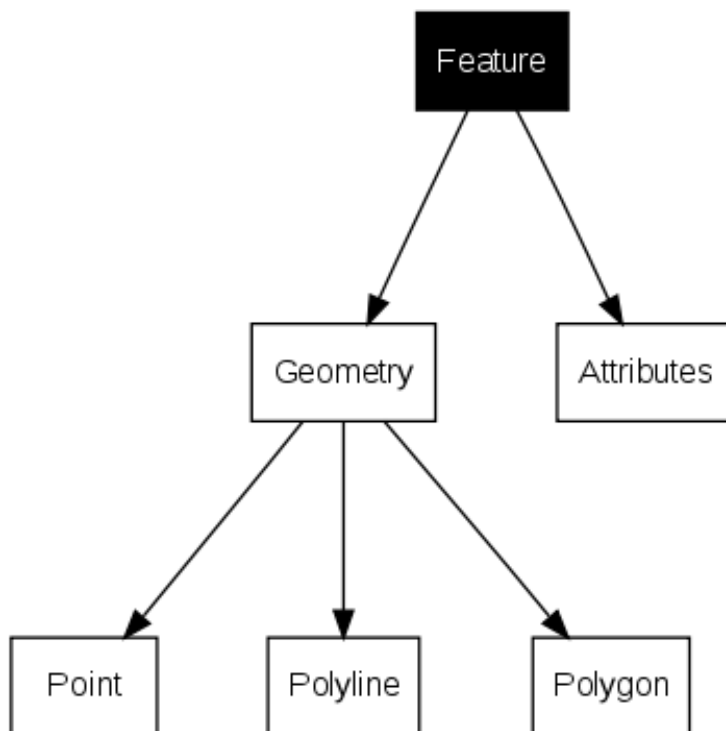 Feature
Geometry
Attributes
Point
Polyline
Polygon